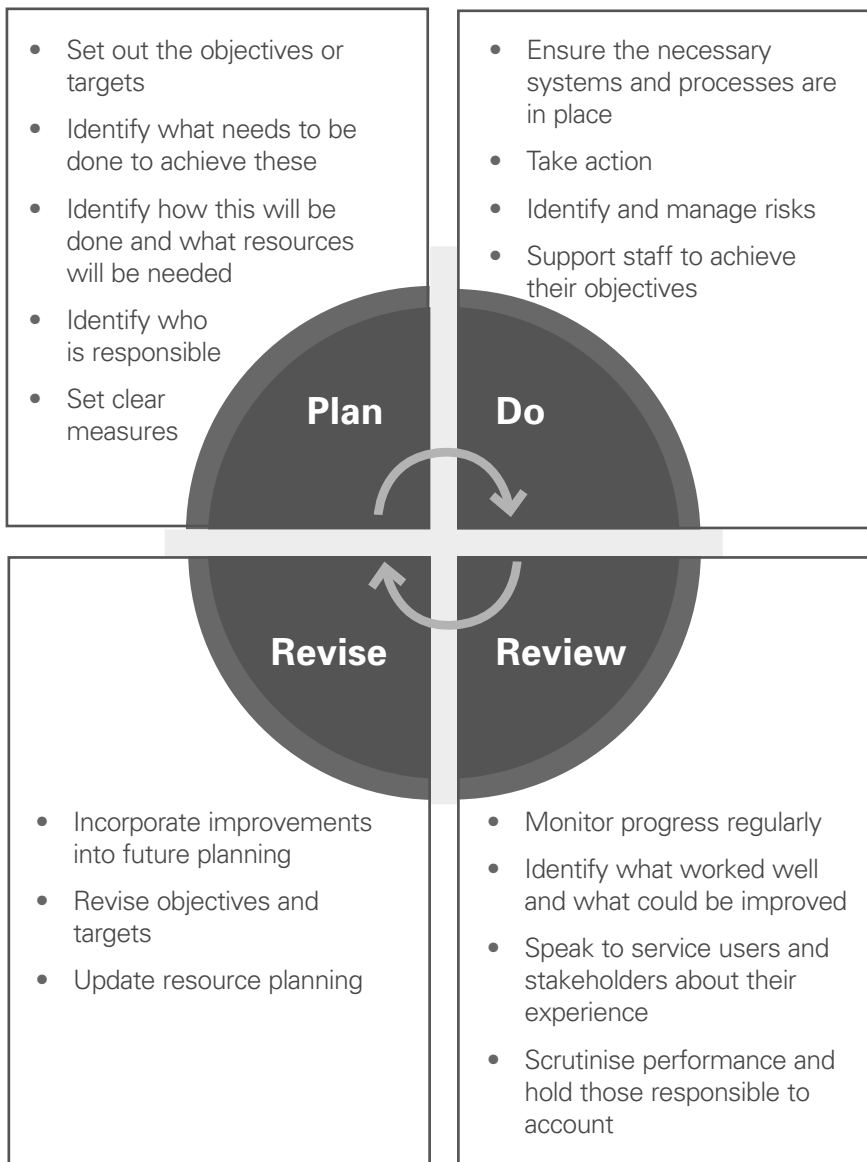 • Set out the objectives or
targets
• Identify what needs to be
done to achieve these
• Identify how this will be
done and what resources
will be needed
• Identify who
is responsible
• Set clear
measures
Plan
• Ensure the necessary
systems and processes are
in place
• Take action
• Identify and manage risks
• Support staff to achieve
their objectives
Do
Revise
• Incorporate improvements
into future planning
• Revise objectives and
targets
• Update resource planning
Review
• Monitor progress regularly
• Identify what worked well
and what could be improved
• Speak to service users and
stakeholders about their
experience
• Scrutinise performance and
hold those responsible to
account